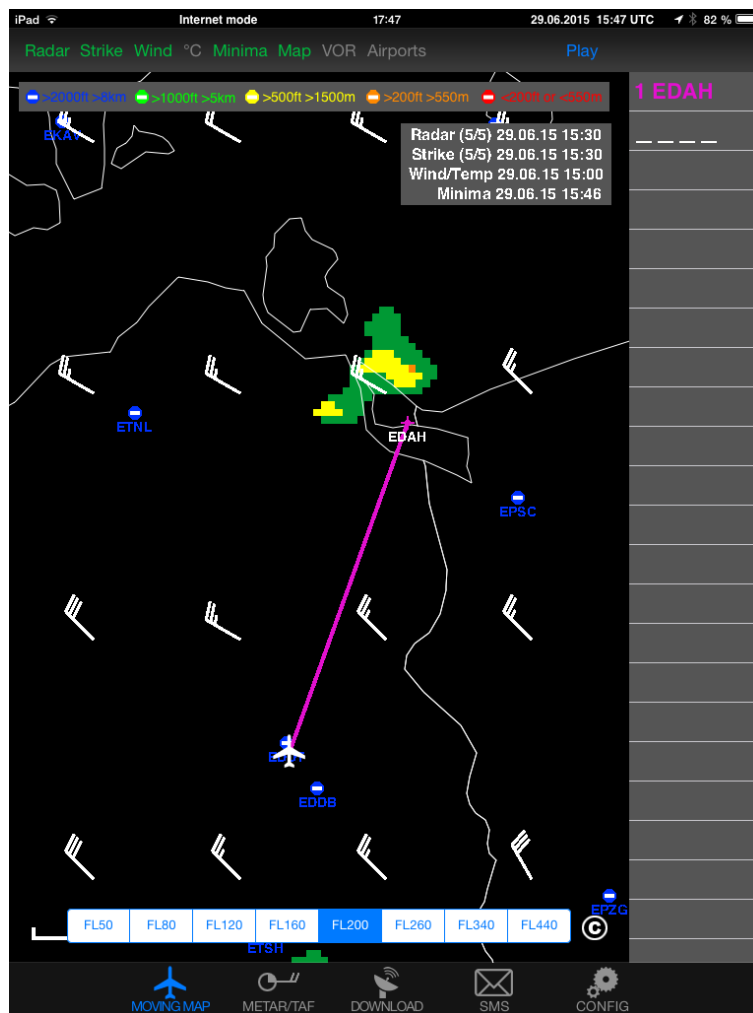 iPad Internet mode 17:47 29.06.2015 15:47 UTC 82 %
Radar Strike Wind °C Minima Map VOR Airports Play
>2000ft >8km >1000ft >5km >500ft >1500m >200ft >550m <200ft or <550m
1 EDAH
EKAV
Radar (5/5) 29.06.15 15:30
Strike (5/5) 29.06.15 15:30
Wind/Temp 29.06.15 15:00
Minima 29.06.15 15:46
_ _ _ _
ETNL
EDAH
EPSC
EDDB
EPZG
FL50 FL80 FL120 FL160 FL200 FL260 FL340 FL440 ©
ETSH
MOVING MAP METAR/TAF DOWNLOAD SMS CONFIG